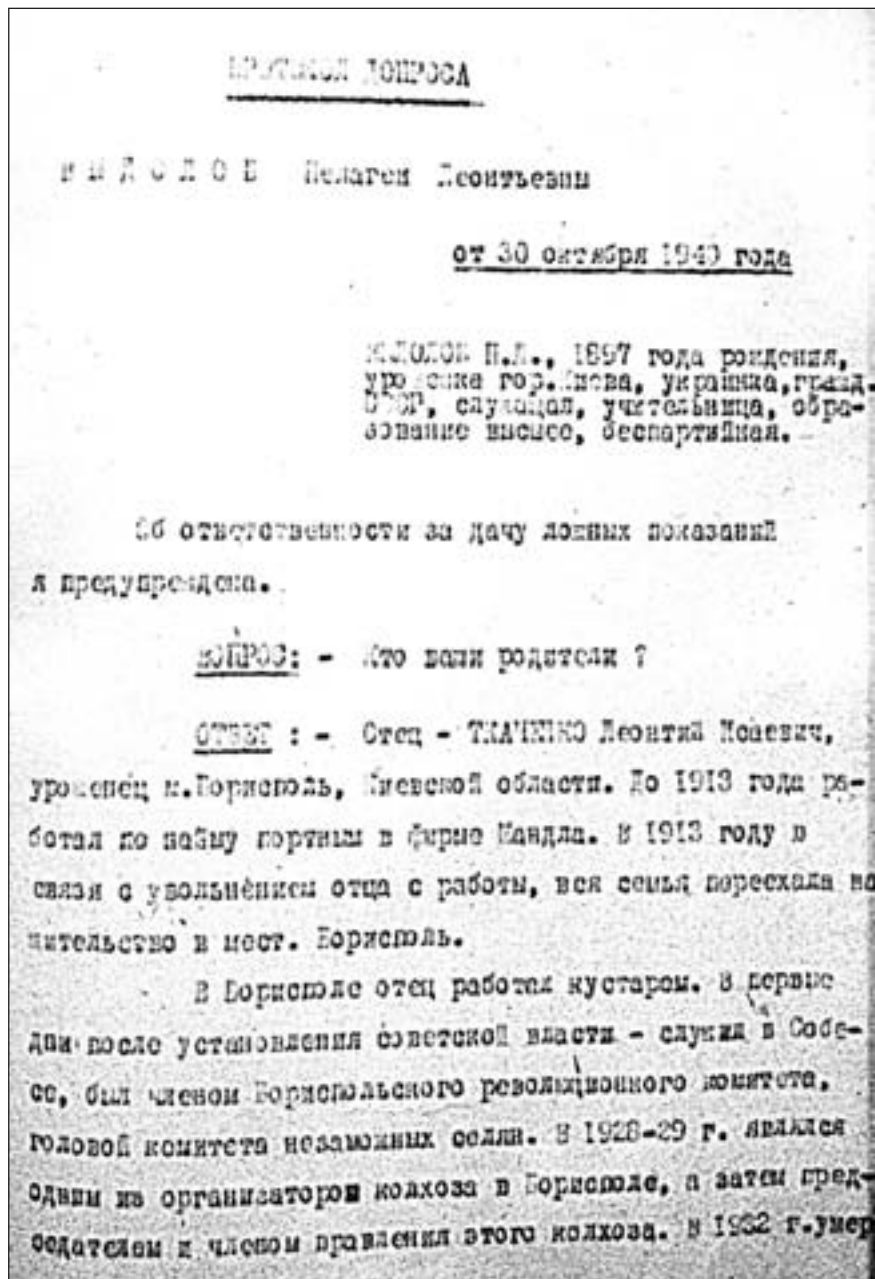 ПРОТОКОЛ ДОПРОСА
Пелагеи Леонтьевны
от 30 октября 1940 года
П.Л., 1897 года рождения,
уроженка гор.Киева, украинка,гражд.
СССР, служащая, учительница, обра-
зование высшее, беспартийная.
Об ответственности за дачу ложных показаний
я предупреждена.
ВОПРОС: - Кто ваши родители ?
ОТВЕТ : - Отец - ТКАЧЕНКО Леонтий Исаевич,
уроженец м.Борисполь, Киевской области. До 1913 года ра-
ботал по найму портным в фирме Мандла. В 1913 году в
связи с увольнением отца с работы, вся семья переехала на
жительство в мест. Борисполь.
В Борисполе отец работал кустарем. В первые
дни после установления советской власти - служил в Собе-
се, был членом Бориспольского революционного комитета,
головой комитета незаможных селян. В 1928-29 г. являлся
одним из организаторов колхоза в Борисполе, а затем пред-
седателем и членом правления этого колхоза. В 1932 г.умер